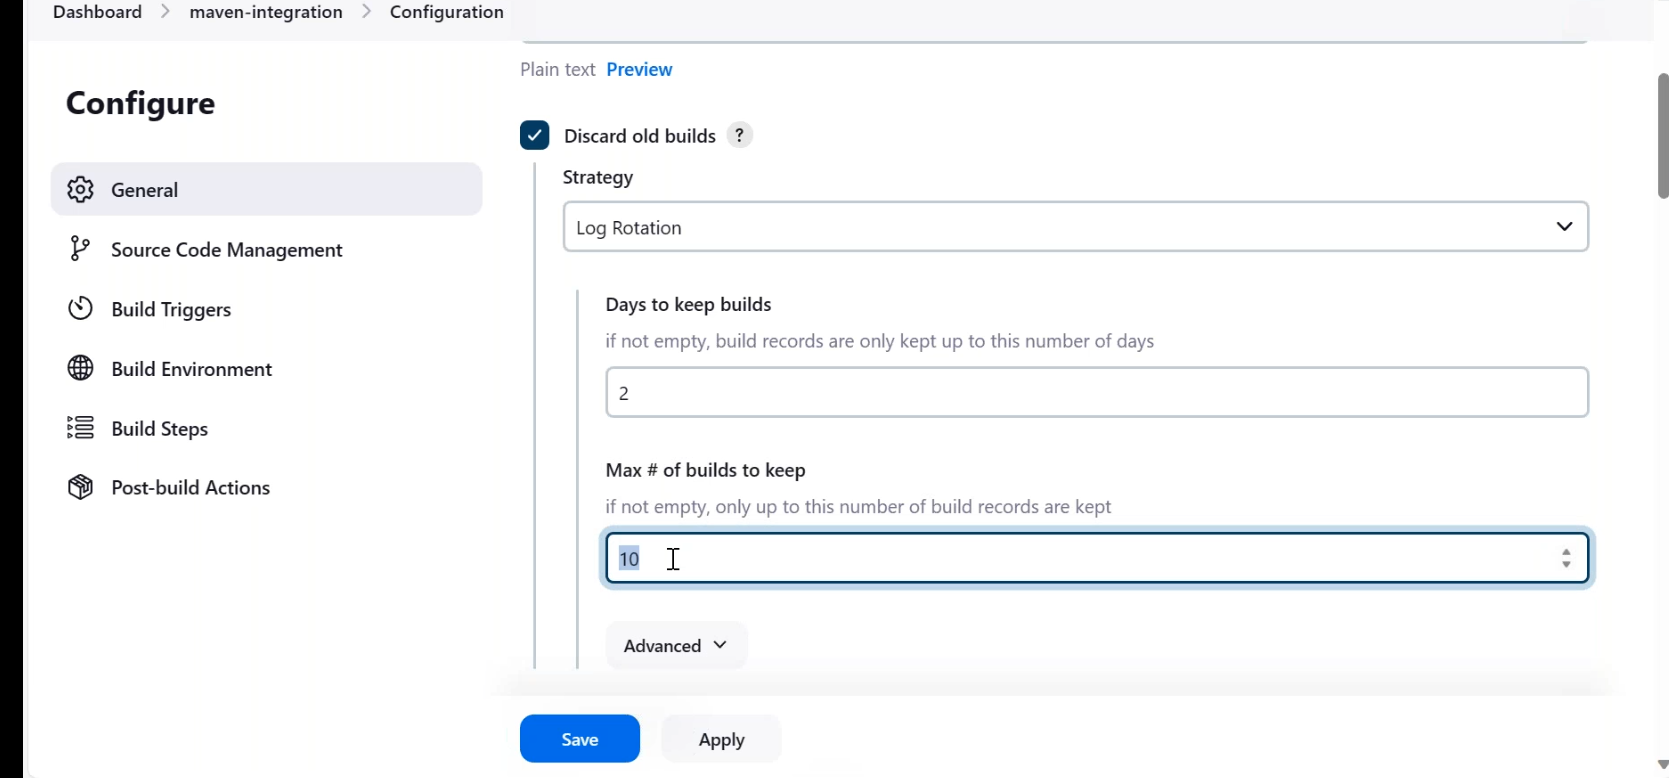 Dashboard > maven-integration > Configuration
Configure
General
Source Code Management
Build Triggers
Build Environment
Build Steps
Post-build Actions
Plain text Preview
Discard old builds ?
Strategy
Log Rotation
Days to keep builds
if not empty, build records are only kept up to this number of days
2
Max # of builds to keep
if not empty, only up to this number of build records are kept
10
Advanced
Save Apply